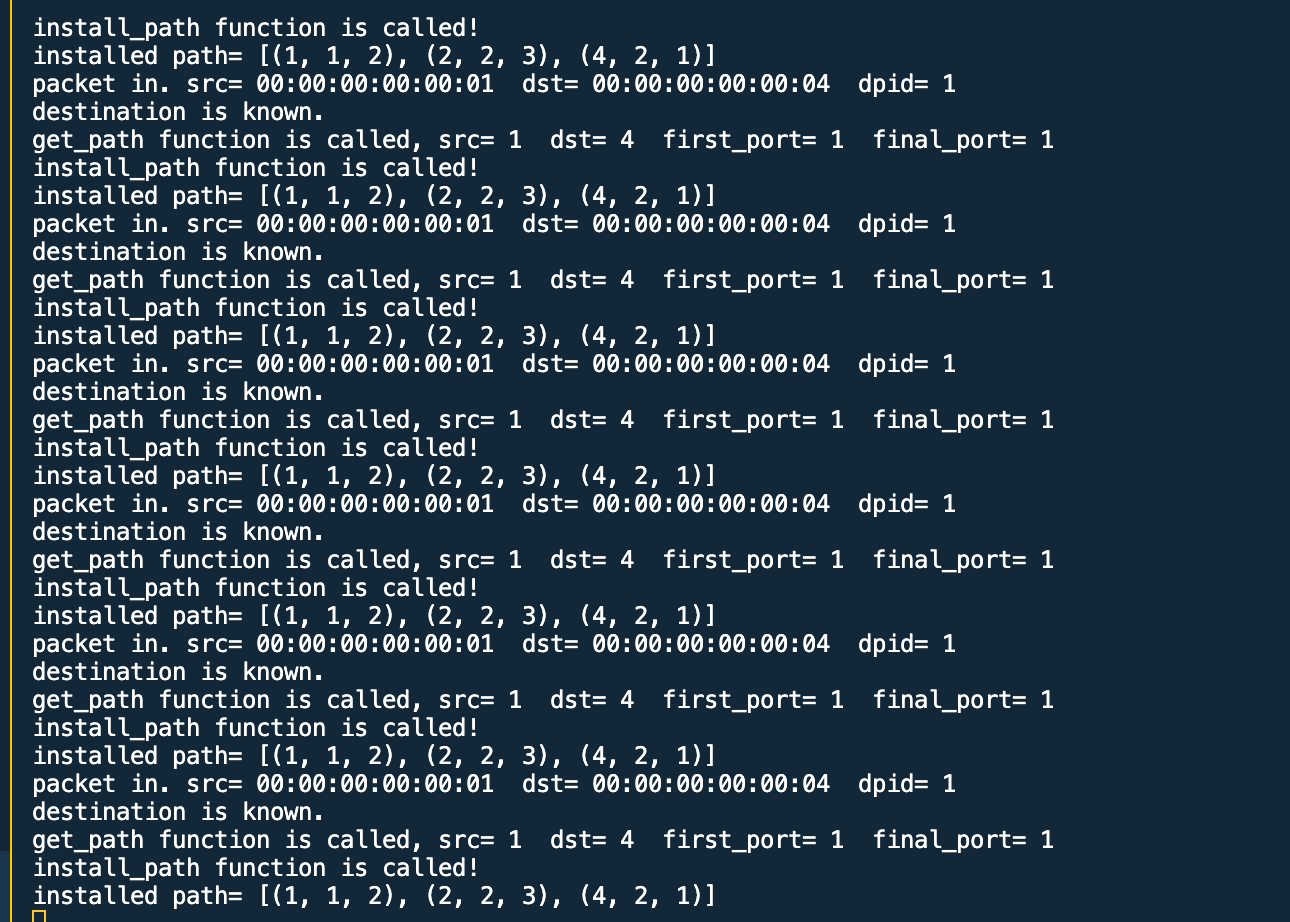 install_path function is called!
installed path= [(1, 1, 2), (2, 2, 3), (4, 2, 1)]
packet in. src= 00:00:00:00:00:01  dst= 00:00:00:00:00:04  dpid= 1
destination is known.
get_path function is called, src= 1  dst= 4  first_port= 1  final_port= 1
install_path function is called!
installed path= [(1, 1, 2), (2, 2, 3), (4, 2, 1)]
packet in. src= 00:00:00:00:00:01  dst= 00:00:00:00:00:04  dpid= 1
destination is known.
get_path function is called, src= 1  dst= 4  first_port= 1  final_port= 1
install_path function is called!
installed path= [(1, 1, 2), (2, 2, 3), (4, 2, 1)]
packet in. src= 00:00:00:00:00:01  dst= 00:00:00:00:00:04  dpid= 1
destination is known.
get_path function is called, src= 1  dst= 4  first_port= 1  final_port= 1
install_path function is called!
installed path= [(1, 1, 2), (2, 2, 3), (4, 2, 1)]
packet in. src= 00:00:00:00:00:01  dst= 00:00:00:00:00:04  dpid= 1
destination is known.
get_path function is called, src= 1  dst= 4  first_port= 1  final_port= 1
install_path function is called!
installed path= [(1, 1, 2), (2, 2, 3), (4, 2, 1)]
packet in. src= 00:00:00:00:00:01  dst= 00:00:00:00:00:04  dpid= 1
destination is known.
get_path function is called, src= 1  dst= 4  first_port= 1  final_port= 1
install_path function is called!
installed path= [(1, 1, 2), (2, 2, 3), (4, 2, 1)]
packet in. src= 00:00:00:00:00:01  dst= 00:00:00:00:00:04  dpid= 1
destination is known.
get_path function is called, src= 1  dst= 4  first_port= 1  final_port= 1
install_path function is called!
installed path= [(1, 1, 2), (2, 2, 3), (4, 2, 1)]